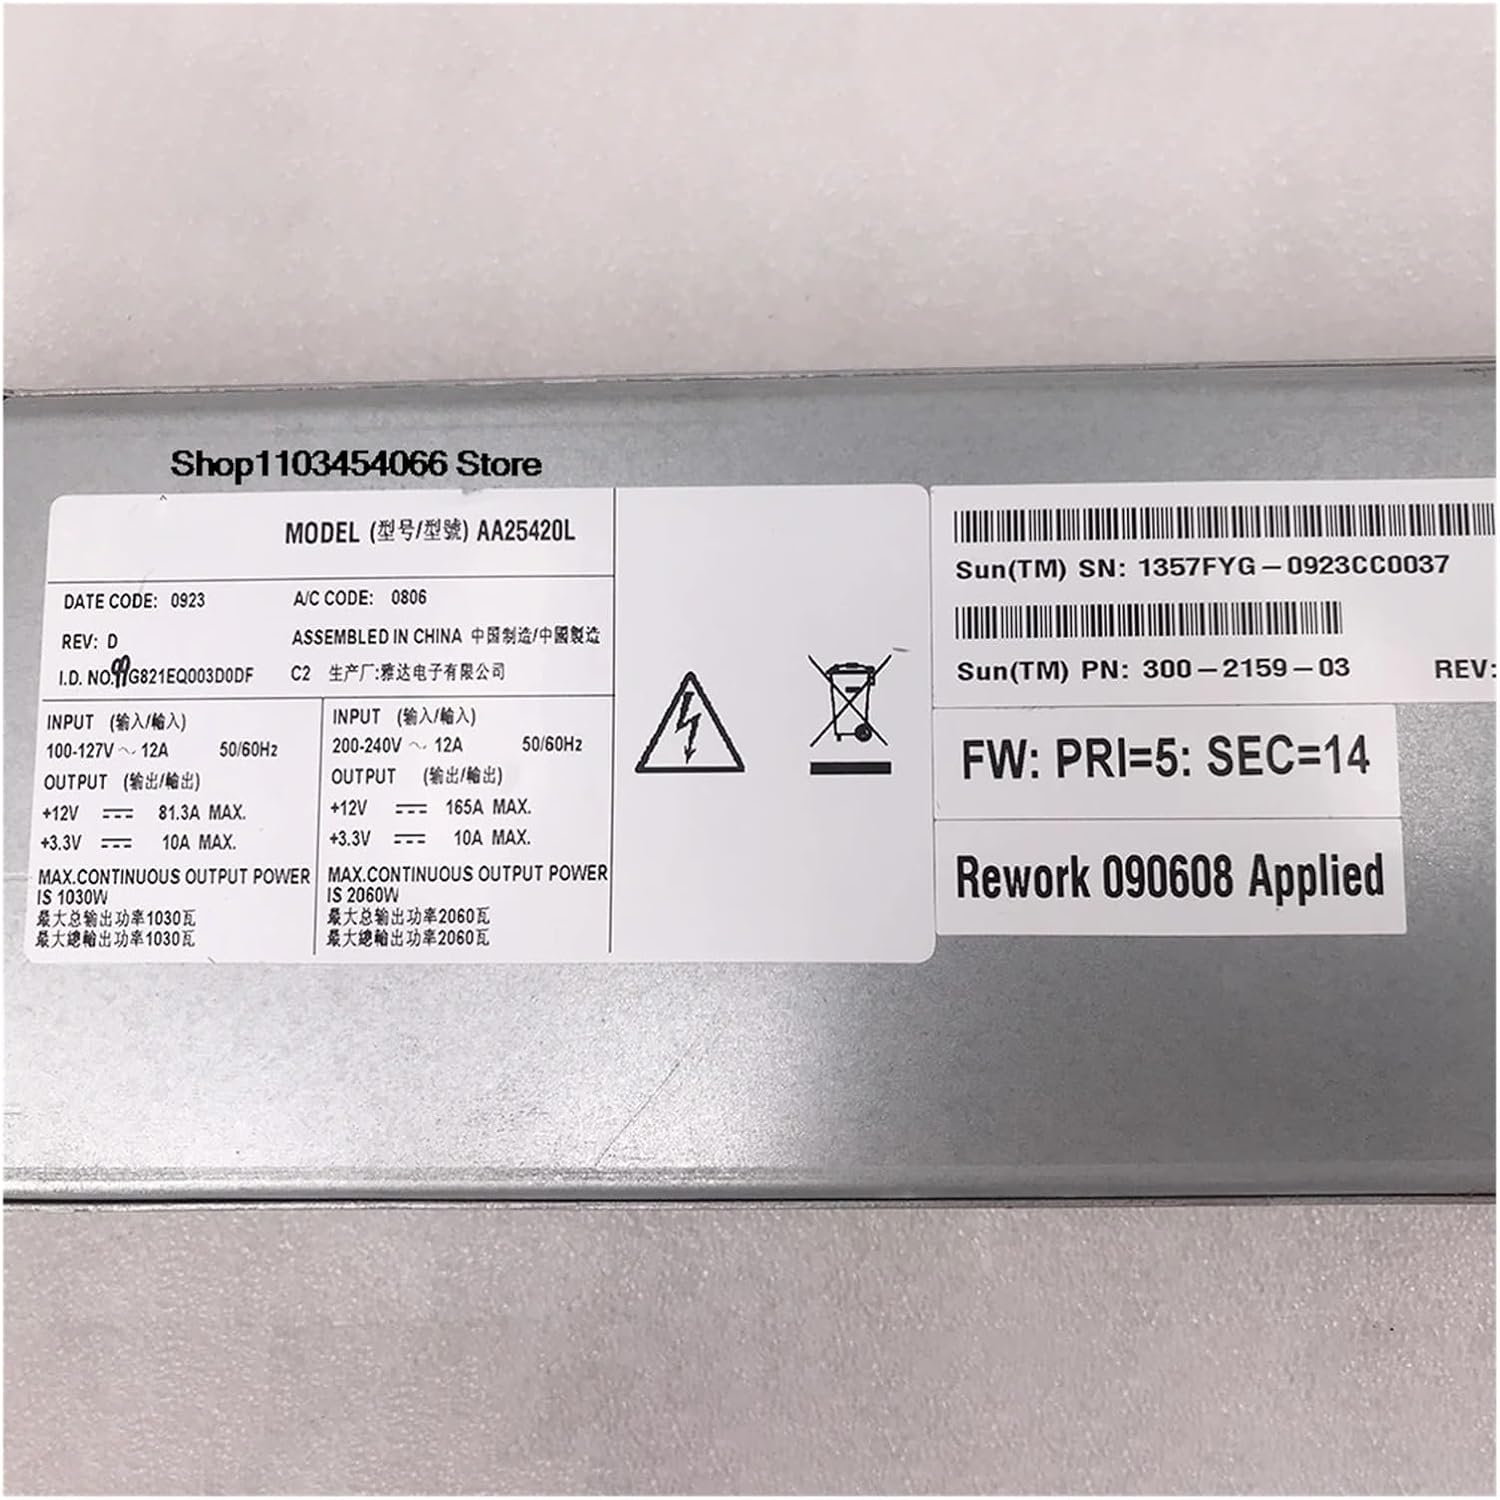 Shop1103454066 Store
MODEL (型号/型號) AA25420L
DATE CODE: 0923 A/C CODE: 0806
REV: D ASSEMBLED IN CHINA 中国制造/中國製造
I.D. NO. G821EQ003D0DF C2 生产厂:雅达电子有限公司
INPUT (输入/輸入)
100-127V ~ 12A 50/60Hz
OUTPUT (输出/輸出)
+12V ⎓ 81.3A MAX.
+3.3V ⎓ 10A MAX.
MAX.CONTINUOUS OUTPUT POWER
IS 1030W
最大总输出功率1030瓦
最大總輸出功率1030瓦
INPUT (输入/輸入)
200-240V ~ 12A 50/60Hz
OUTPUT (输出/輸出)
+12V ⎓ 165A MAX.
+3.3V ⎓ 10A MAX.
MAX.CONTINUOUS OUTPUT POWER
IS 2060W
最大总输出功率2060瓦
最大總輸出功率2060瓦
Sun(TM) SN: 1357FYG-0923CC0037
Sun(TM) PN: 300-2159-03 REV:
FW: PRI=5: SEC=14
Rework 090608 Applied